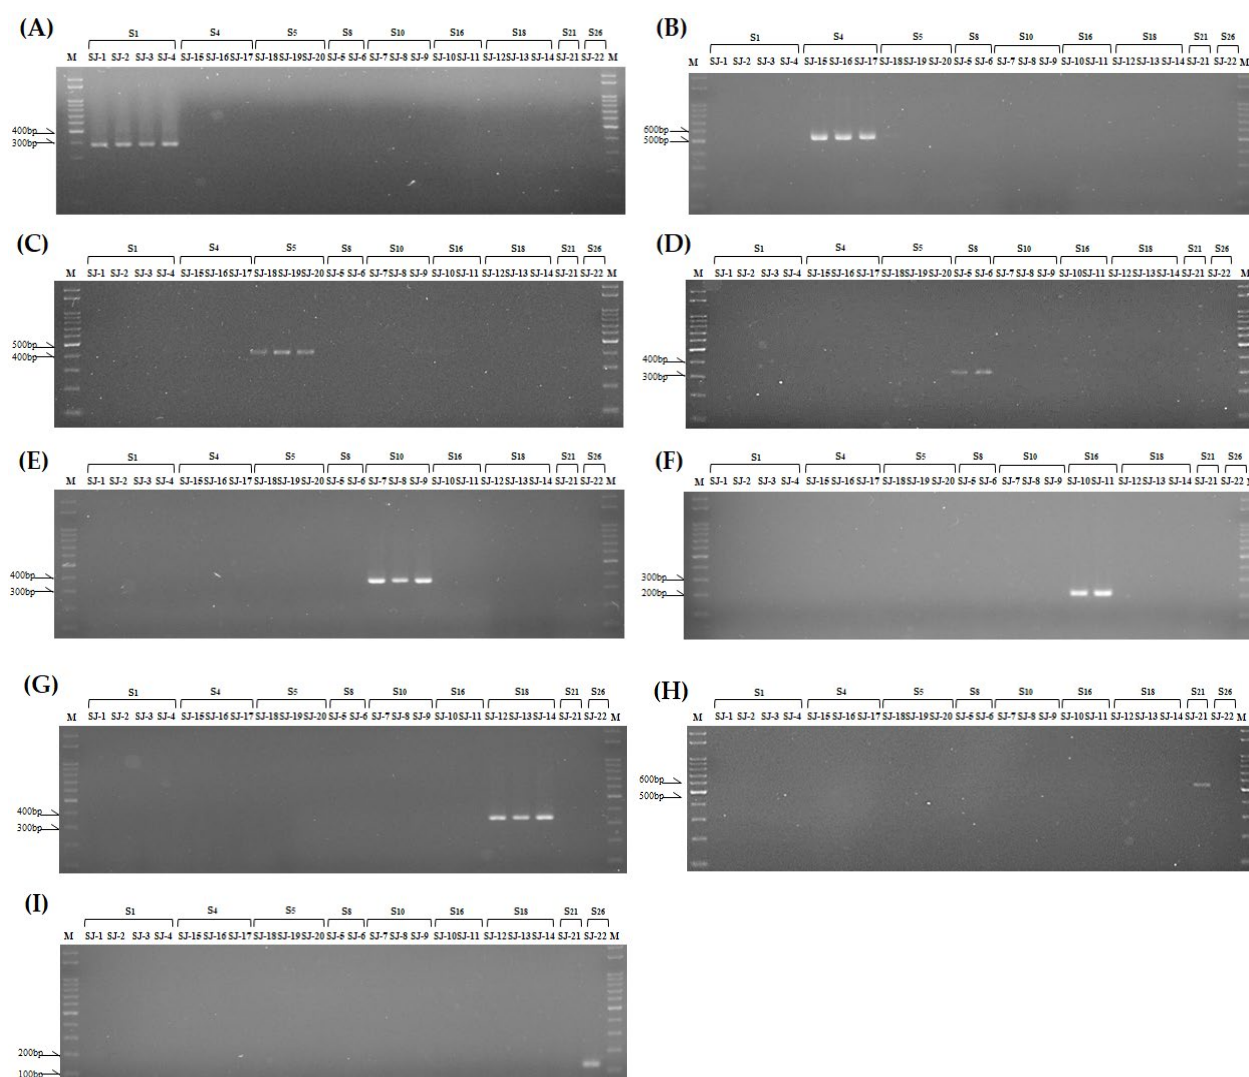 (A)
S1 S4 S5 S8 S10 S16 S18 S21 S26
M SJ-1 SJ-2 SJ-3 SJ-4 SJ-15 SJ-16 SJ-17 SJ-18 SJ-19 SJ-20 SJ-5 SJ-6 SJ-7 SJ-8 SJ-9 SJ-10 SJ-11 SJ-12 SJ-13 SJ-14 SJ-21 SJ-22 M
400bp
300bp
(B)
S1 S4 S5 S8 S10 S16 S18 S21 S26
M SJ-1 SJ-2 SJ-3 SJ-4 SJ-15 SJ-16 SJ-17 SJ-18 SJ-19 SJ-20 SJ-5 SJ-6 SJ-7 SJ-8 SJ-9 SJ-10 SJ-11 SJ-12 SJ-13 SJ-14 SJ-21 SJ-22 M
600bp
500bp
(C)
S1 S4 S5 S8 S10 S16 S18 S21 S26
M SJ-1 SJ-2 SJ-3 SJ-4 SJ-15 SJ-16 SJ-17 SJ-18 SJ-19 SJ-20 SJ-5 SJ-6 SJ-7 SJ-8 SJ-9 SJ-10 SJ-11 SJ-12 SJ-13 SJ-14 SJ-21 SJ-22 M
500bp
400bp
(D)
S1 S4 S5 S8 S10 S16 S18 S21 S26
M SJ-1 SJ-2 SJ-3 SJ-4 SJ-15 SJ-16 SJ-17 SJ-18 SJ-19 SJ-20 SJ-5 SJ-6 SJ-7 SJ-8 SJ-9 SJ-10 SJ-11 SJ-12 SJ-13 SJ-14 SJ-21 SJ-22 M
400bp
300bp
(E)
S1 S4 S5 S8 S10 S16 S18 S21 S26
M SJ-1 SJ-2 SJ-3 SJ-4 SJ-15 SJ-16 SJ-17 SJ-18 SJ-19 SJ-20 SJ-5 SJ-6 SJ-7 SJ-8 SJ-9 SJ-10 SJ-11 SJ-12 SJ-13 SJ-14 SJ-21 SJ-22 M
400bp
300bp
(F)
S1 S4 S5 S8 S10 S16 S18 S21 S26
M SJ-1 SJ-2 SJ-3 SJ-4 SJ-15 SJ-16 SJ-17 SJ-18 SJ-19 SJ-20 SJ-5 SJ-6 SJ-7 SJ-8 SJ-9 SJ-10 SJ-11 SJ-12 SJ-13 SJ-14 SJ-21 SJ-22
300bp
200bp
(G)
S1 S4 S5 S8 S10 S16 S18 S21 S26
M SJ-1 SJ-2 SJ-3 SJ-4 SJ-15 SJ-16 SJ-17 SJ-18 SJ-19 SJ-20 SJ-5 SJ-6 SJ-7 SJ-8 SJ-9 SJ-10 SJ-11 SJ-12 SJ-13 SJ-14 SJ-21 SJ-22 M
400bp
300bp
(H)
S1 S4 S5 S8 S10 S16 S18 S21 S26
M SJ-1 SJ-2 SJ-3 SJ-4 SJ-15 SJ-16 SJ-17 SJ-18 SJ-19 SJ-20 SJ-5 SJ-6 SJ-7 SJ-8 SJ-9 SJ-10 SJ-11 SJ-12 SJ-13 SJ-14 SJ-21 SJ-22 M
600bp
500bp
(I)
S1 S4 S5 S8 S10 S16 S18 S21 S26
M SJ-1 SJ-2 SJ-3 SJ-4 SJ-15 SJ-16 SJ-17 SJ-18 SJ-19 SJ-20 SJ-5 SJ-6 SJ-7 SJ-8 SJ-9 SJ-10 SJ-11 SJ-12 SJ-13 SJ-14 SJ-21 SJ-22 M
200bp
100bp